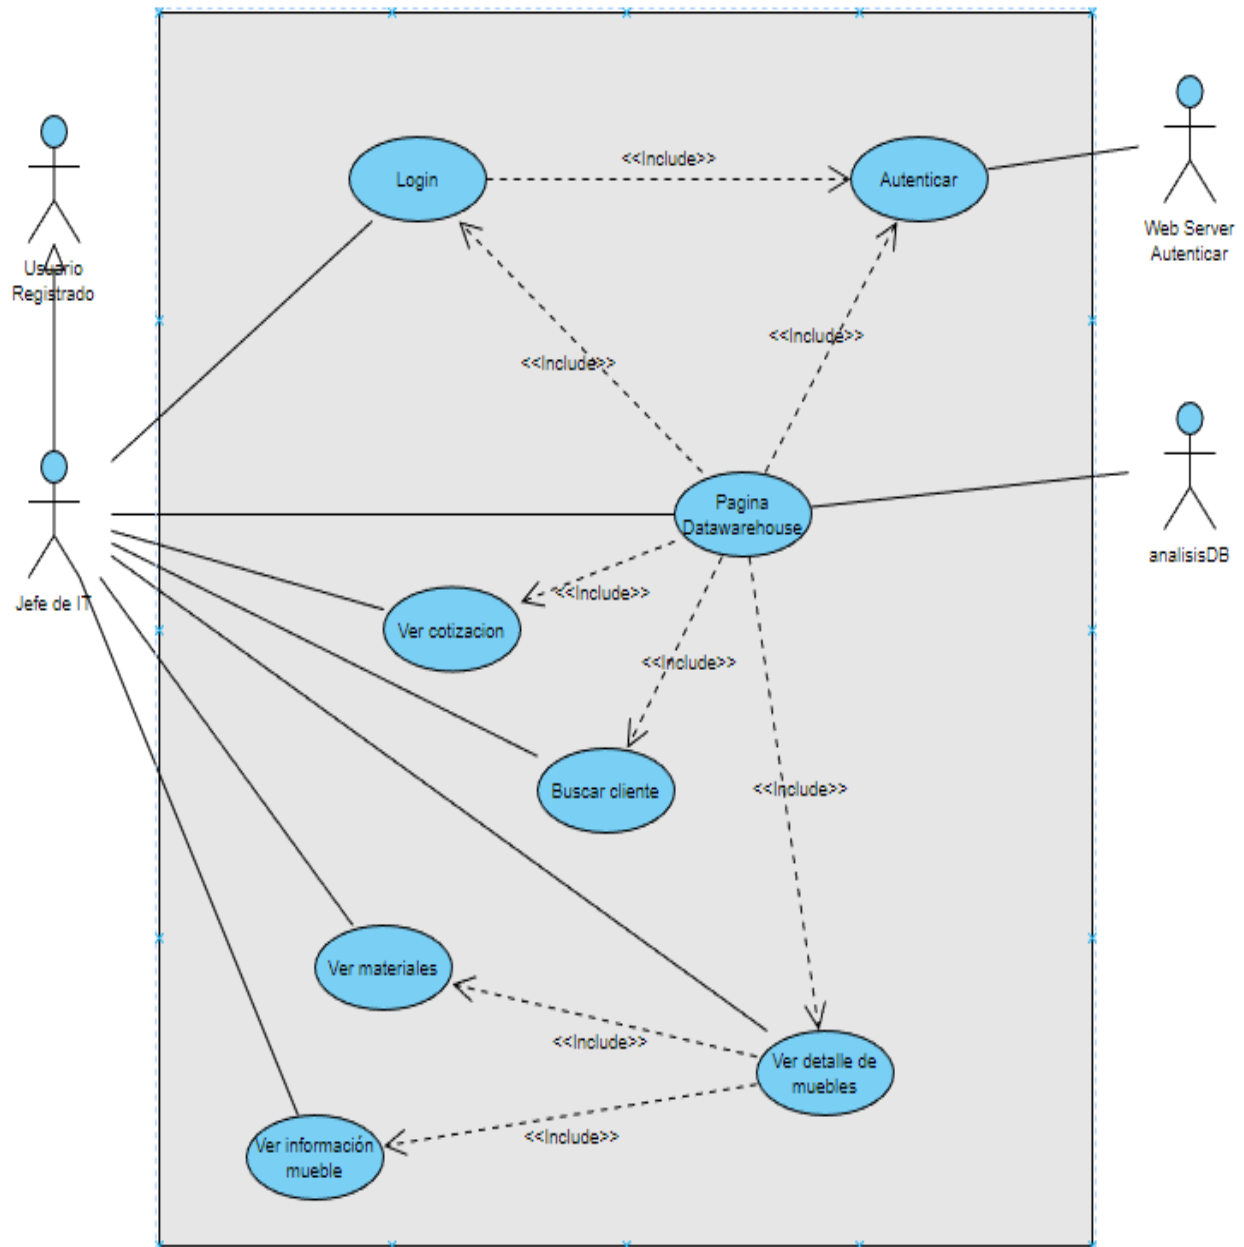 Login
<<Include>>
Autenticar
Web Server
Autenticar
Usuario
Registrado
<<Include>>
<<Include>>
Pagina
Datawarehouse
analisisDB
Jefe de IT
<<Include>>
Ver cotizacion
<<Include>>
Buscar cliente
<<Include>>
Ver materiales
<<Include>>
Ver detalle de
muebles
<<Include>>
Ver información
mueble